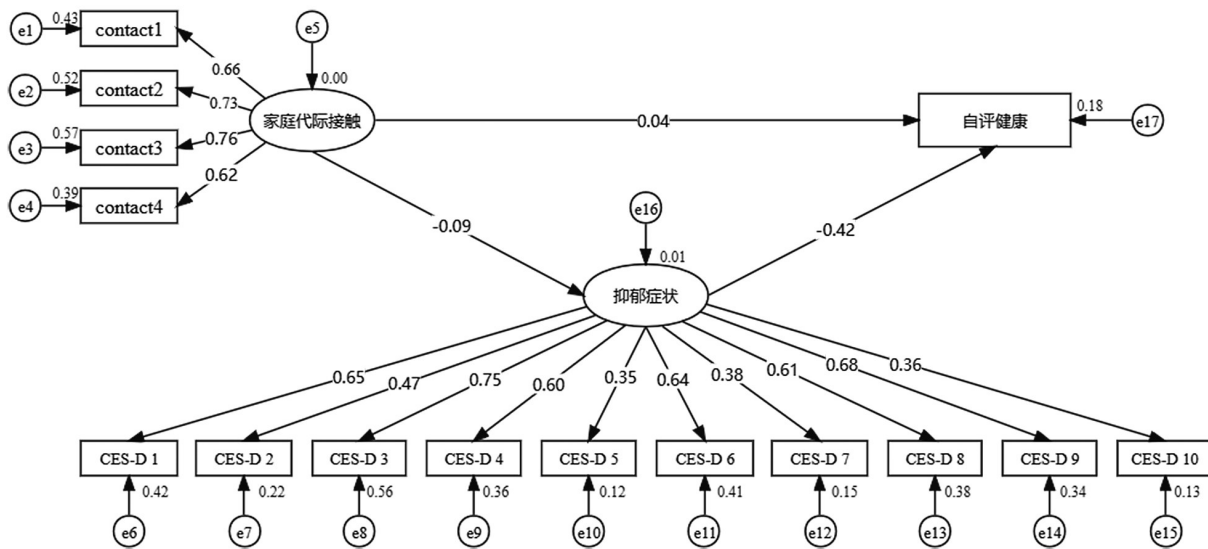 e1 0.43 contact1
e5
0.00
0.66
e2 0.52 contact2
0.73
家庭代际接触
0.04
自评健康
0.18
e17
e3 0.57 contact3
0.76
0.62
e4 0.39 contact4
e16
-0.09
-0.42
0.01
抑郁症状
0.65 0.47 0.75 0.60 0.35 0.64 0.38 0.61 0.68 0.36
CES-D 1 CES-D 2 CES-D 3 CES-D 4 CES-D 5 CES-D 6 CES-D 7 CES-D 8 CES-D 9 CES-D 10
0.42 0.22 0.56 0.36 0.12 0.41 0.15 0.38 0.34 0.13
e6 e7 e8 e9 e10 e11 e12 e13 e14 e15